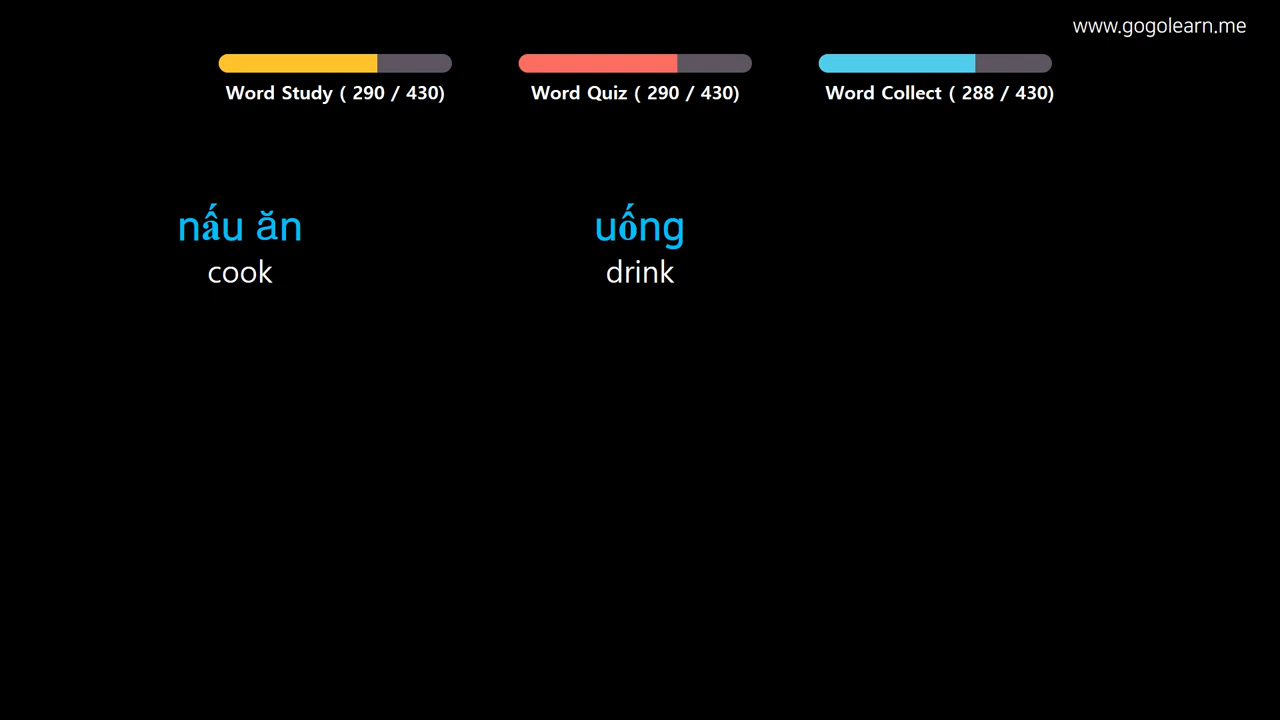 www.gogolearn.me
Word Study ( 290 / 430)
Word Quiz ( 290 / 430)
Word Collect ( 288 / 430)
nấu ăn
cook
uống
drink